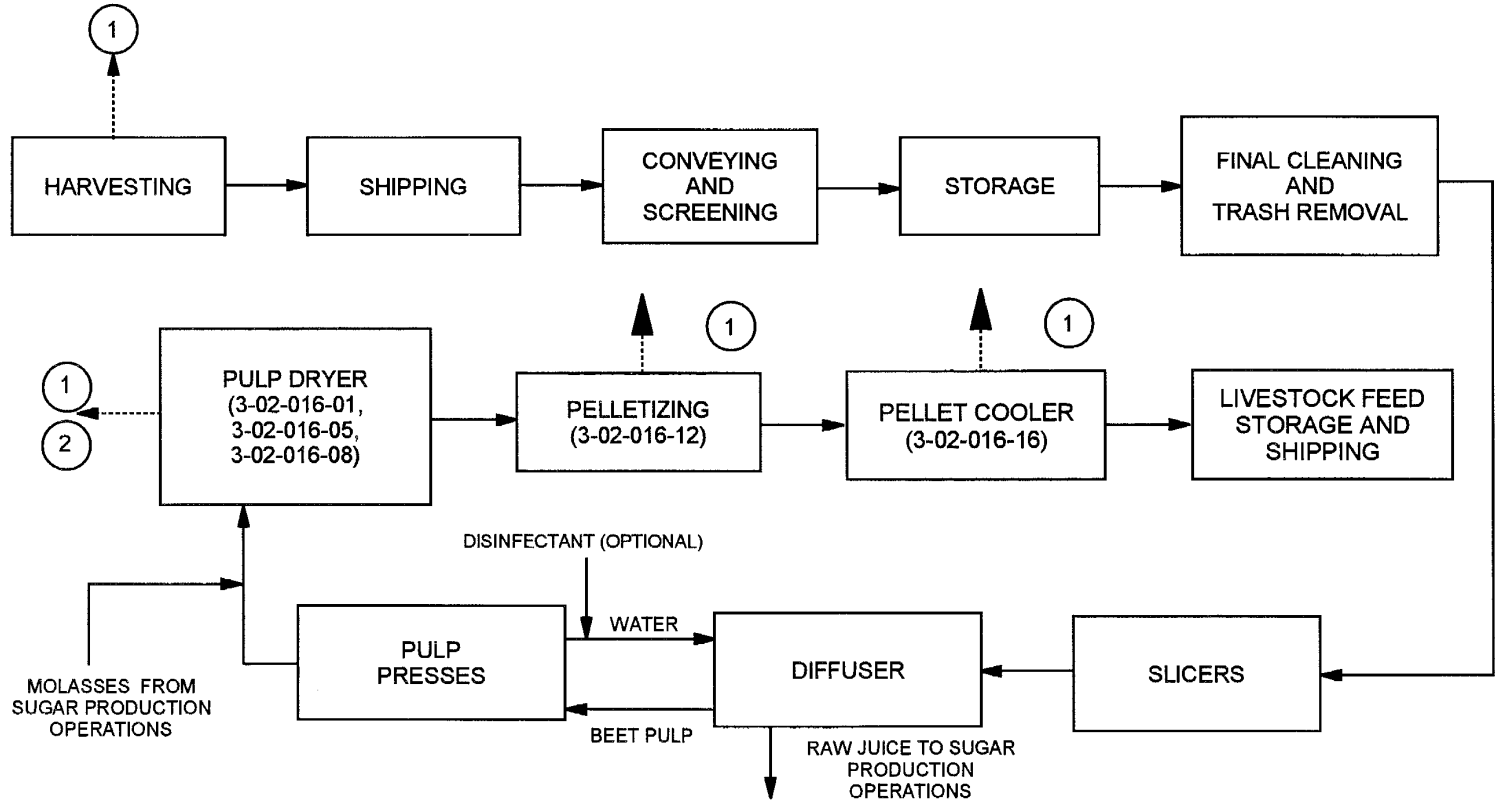 1
HARVESTING
SHIPPING
CONVEYING
AND
SCREENING
STORAGE
FINAL CLEANING
AND
TRASH REMOVAL
1
2
PULP DRYER
(3-02-016-01,
3-02-016-05,
3-02-016-08)
1
PELLETIZING
(3-02-016-12)
1
PELLET COOLER
(3-02-016-16)
LIVESTOCK FEED
STORAGE AND
SHIPPING
DISINFECTANT (OPTIONAL)
MOLASSES FROM
SUGAR PRODUCTION
OPERATIONS
PULP
PRESSES
WATER
BEET PULP
DIFFUSER
SLICERS
RAW JUICE TO SUGAR
PRODUCTION
OPERATIONS